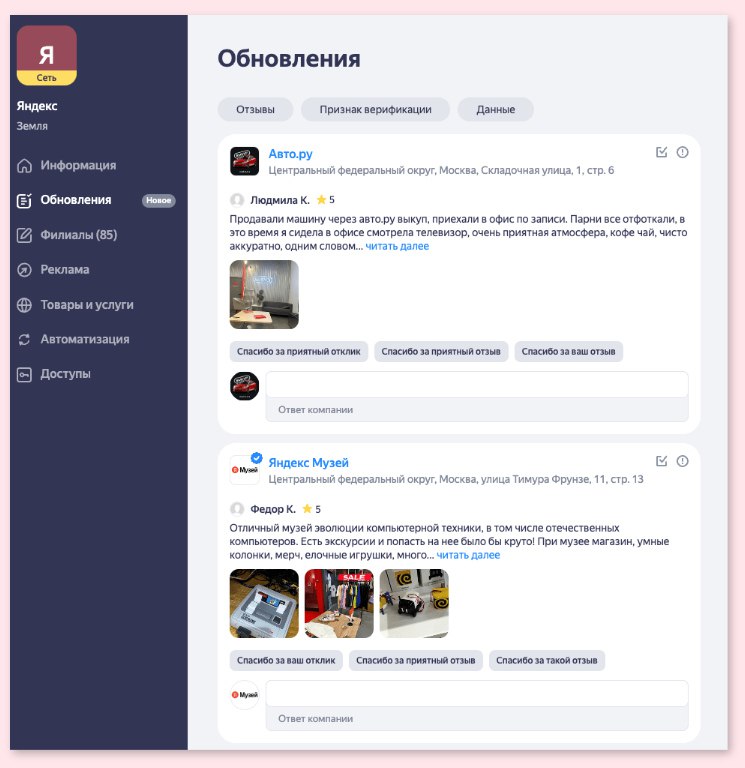 Я
Сеть
Яндекс
Земля
Информация
Обновления
Новое
Филиалы (85)
Реклама
Товары и услуги
Автоматизация
Доступы
Обновления
Отзывы
Признак верификации
Данные
Авто.ру
Центральный федеральный округ, Москва, Складочная улица, 1, стр. 6
Людмила К. 5
Продавали машину через авто.ру выкуп, приехали в офис по записи. Парни все отфоткали, в
это время я сидела в офисе смотрела телевизор, очень приятная атмосфера, кофе чай, чисто
аккуратно, одним словом... читать далее
Спасибо за приятный отклик
Спасибо за приятный отзыв
Спасибо за ваш отзыв
Ответ компании
Музей
Яндекс Музей
Центральный федеральный округ, Москва, улица Тимура Фрунзе, 11, стр. 13
Федор К. 5
Отличный музей эволюции компьютерной техники, в том числе отечественных
компьютеров. Есть экскурсии и попасть на нее было бы круто! При музее магазин, умные
колонки, мерч, елочные игрушки, много... читать далее
SALE
Спасибо за ваш отклик
Спасибо за приятный отзыв
Спасибо за такой отзыв
Музей
Ответ компании